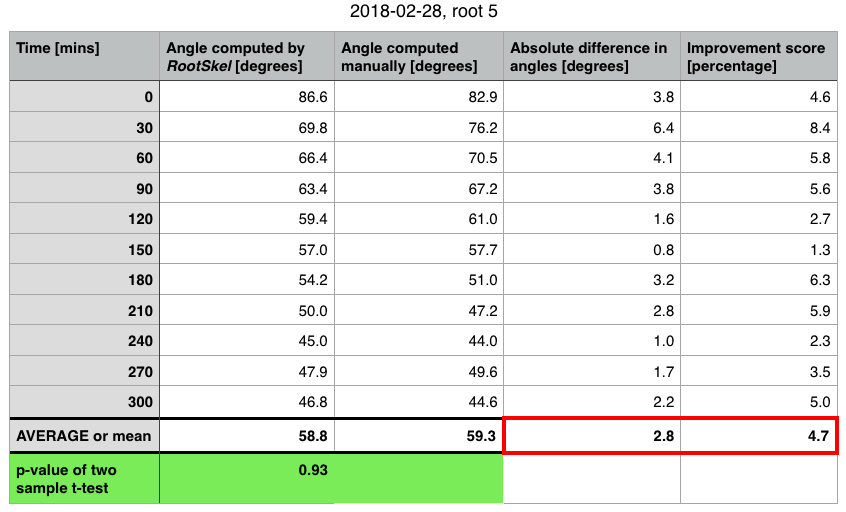 2018-02-28, root 5
Time [mins] Angle computed by RootSkel [degrees] Angle computed manually [degrees] Absolute difference in angles [degrees] Improvement score [percentage]
0 86.6 82.9 3.8 4.6
30 69.8 76.2 6.4 8.4
60 66.4 70.5 4.1 5.8
90 63.4 67.2 3.8 5.6
120 59.4 61.0 1.6 2.7
150 57.0 57.7 0.8 1.3
180 54.2 51.0 3.2 6.3
210 50.0 47.2 2.8 5.9
240 45.0 44.0 1.0 2.3
270 47.9 49.6 1.7 3.5
300 46.8 44.6 2.2 5.0
AVERAGE or mean 58.8 59.3 2.8 4.7
p-value of two sample t-test 0.93